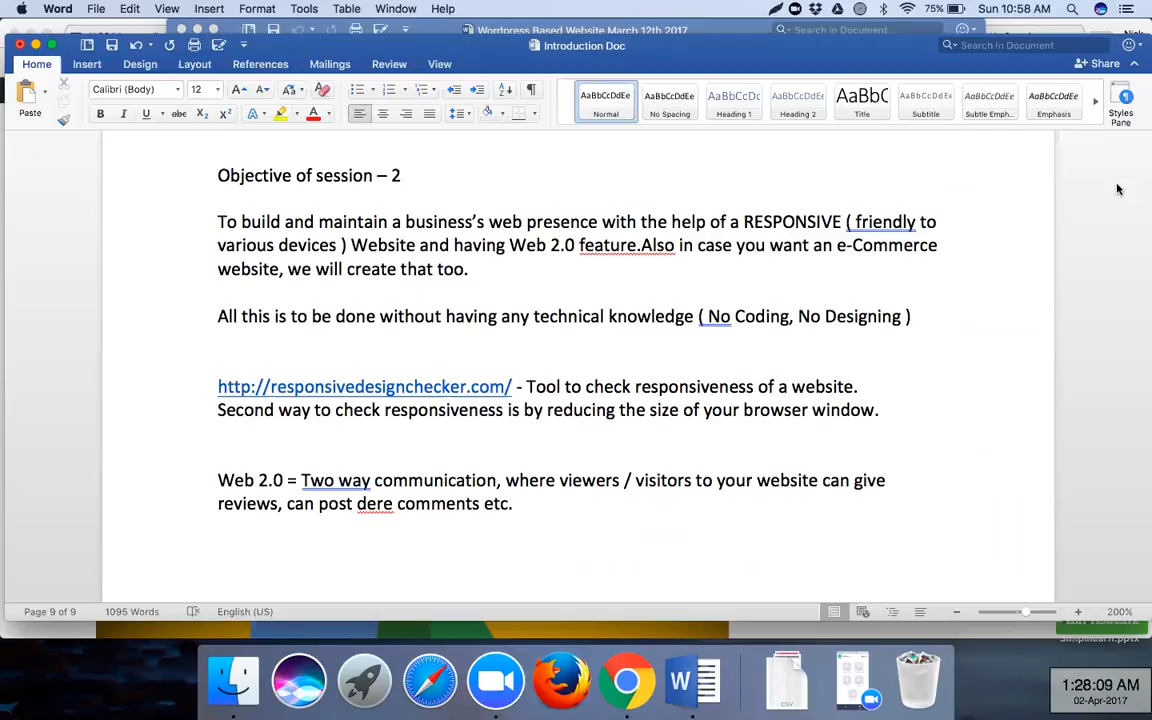 Word File Edit View Insert Format Tools Table Window Help 75% Sun 10:58 AM
Wordpress Based Website March 12th 2017 Search in Document
Introduction Doc Search in Document
Home Insert Design Layout References Mailings Review View Share
Paste Calibri (Body) 12 AaBbCcDdEe Normal AaBbCcDdEe No Spacing AaBbCcDc Heading 1 AaBbCcDdEe Heading 2 AaBbC Title AaBbCcDdEe Subtitle AaBbCcDdEe Subtle Emph... AaBbCcDdEe Emphasis Styles Pane
Objective of session – 2
To build and maintain a business's web presence with the help of a RESPONSIVE ( friendly to
various devices ) Website and having Web 2.0 feature.Also in case you want an e-Commerce
website, we will create that too.
All this is to be done without having any technical knowledge ( No Coding, No Designing )
http://responsivedesignchecker.com/ - Tool to check responsiveness of a website.
Second way to check responsiveness is by reducing the size of your browser window.
Web 2.0 = Two way communication, where viewers / visitors to your website can give
reviews, can post dere comments etc.
Page 9 of 9 1095 Words English (US) 200%
Simplilearn.pptx
CSV
1:28:09 AM
02-Apr-2017